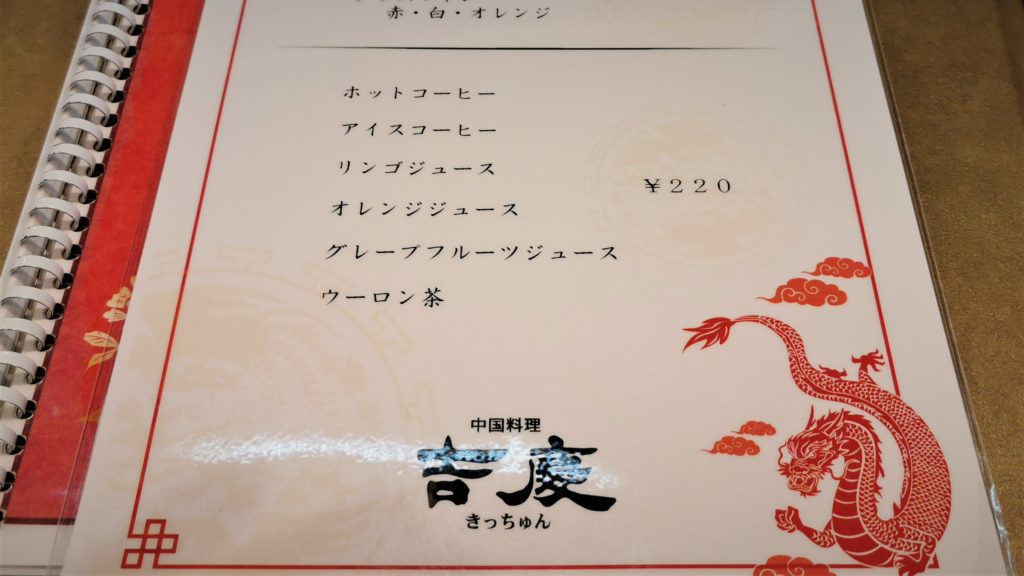 赤・白・オレンジ
ホットコーヒー
アイスコーヒー
リンゴジュース
¥220
オレンジジュース
グレープフルーツジュース
ウーロン茶
中国料理
吉慶
きっちゅん